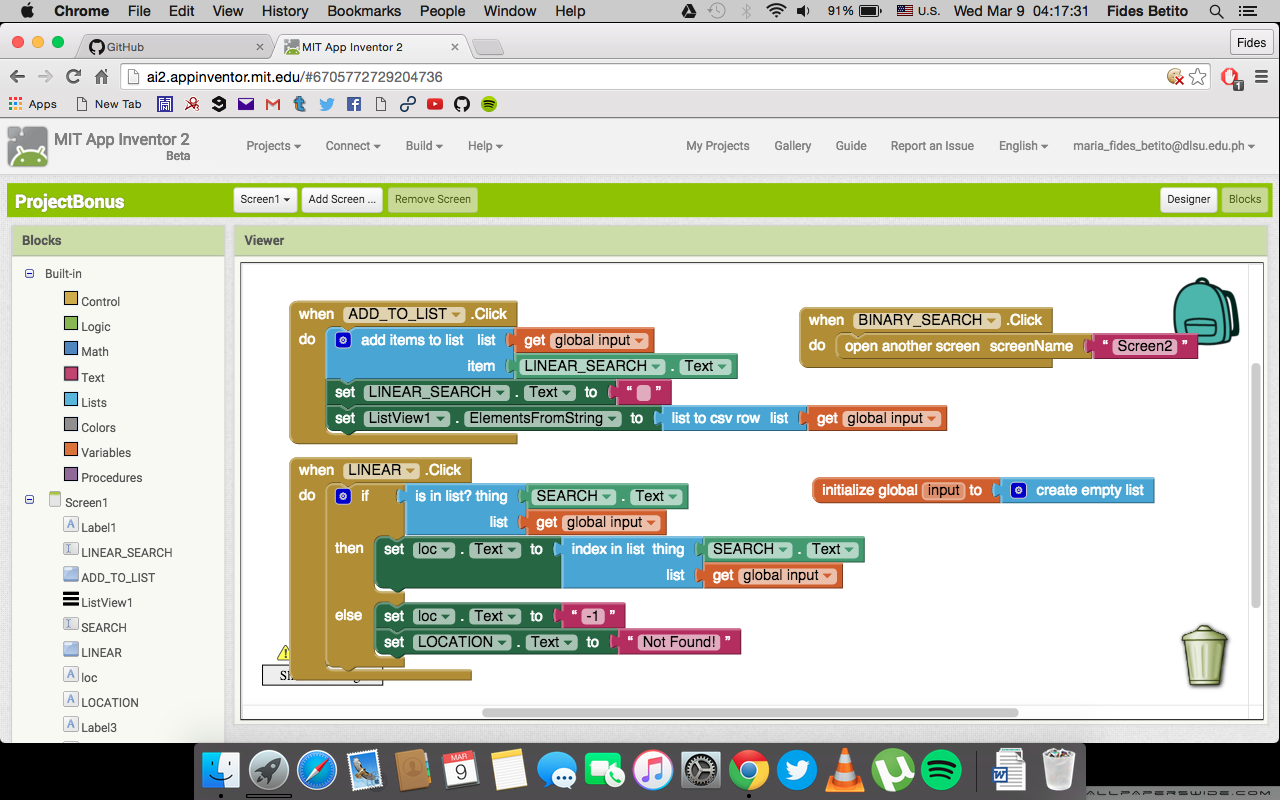 Chrome File Edit View History Bookmarks People Window Help 91% U.S. Wed Mar 9 04:17:31 Fides Betito
GitHub MIT App Inventor 2 Fides
ai2.appinventor.mit.edu/#6705772729204736 1
Apps New Tab
MIT App Inventor 2
Beta
Projects Connect Build Help My Projects Gallery Guide Report an Issue English maria_fides_betito@dlsu.edu.ph
ProjectBonus Screen1 Add Screen ... Remove Screen Designer Blocks
Blocks
Built-in
Control
Logic
Math
Text
Lists
Colors
Variables
Procedures
Screen1
Label1
LINEAR_SEARCH
ADD_TO_LIST
ListView1
SEARCH
LINEAR
loc
LOCATION
Label3
Viewer
when ADD_TO_LIST .Click
do add items to list list get global input
item LINEAR_SEARCH . Text
set LINEAR_SEARCH . Text to “ ”
set ListView1 . ElementsFromString to list to csv row list get global input
when BINARY_SEARCH .Click
do open another screen screenName “ Screen2 ”
when LINEAR .Click
do if is in list? thing SEARCH . Text
list get global input
then set loc . Text to index in list thing SEARCH . Text
list get global input
else set loc . Text to “ -1 ”
set LOCATION . Text to “ Not Found! ”
initialize global input to create empty list
MAR
9
W